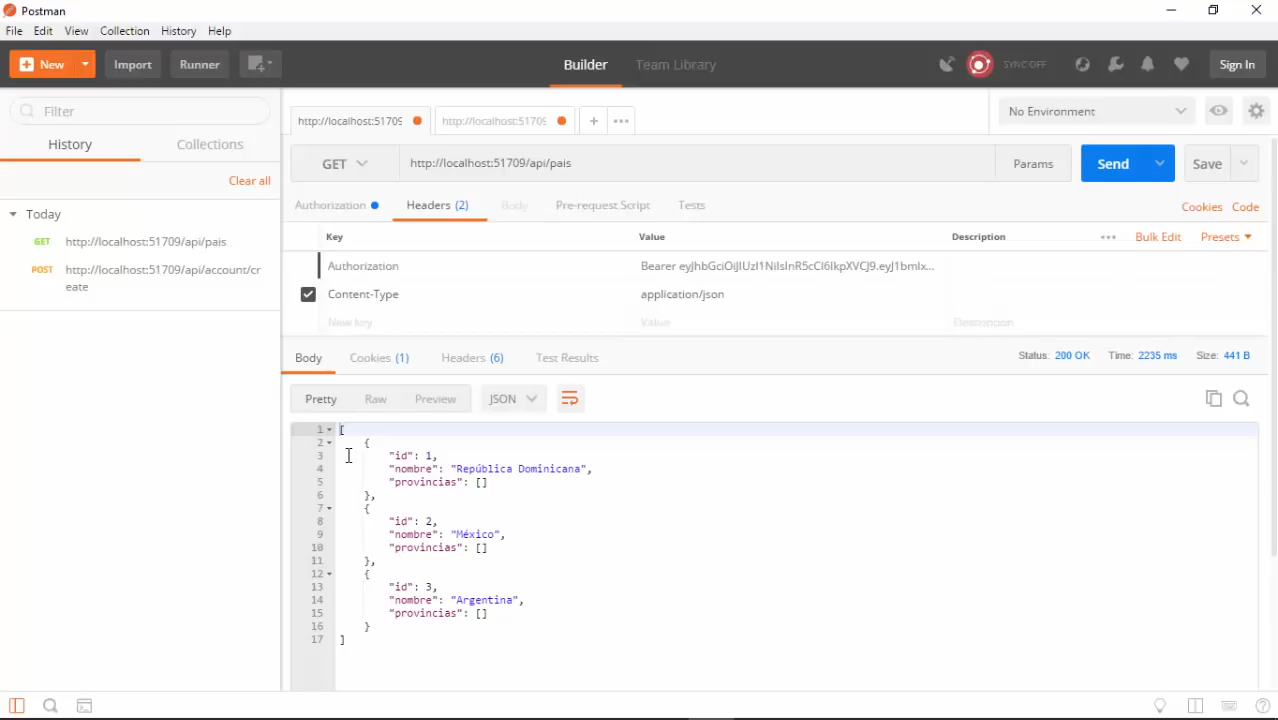 Postman
File Edit View Collection History Help
New Import Runner Builder Team Library SYNC OFF Sign In
Filter
History Collections
Clear all
Today
GET http://localhost:51709/api/pais
POST http://localhost:51709/api/account/cr
eate
http://localhost:51709 http://localhost:51709 + ••• No Environment
GET http://localhost:51709/api/pais Params Send Save
Authorization Headers (2) Body Pre-request Script Tests Cookies Code
Key Value Description ••• Bulk Edit Presets
Authorization
Bearer
Content-Type application/json
New key Value Description
Body Cookies (1) Headers (6) Test Results Status: 200 OK Time: 2235 ms Size: 441 B
Pretty Raw Preview JSON
1 [
2 {
3 "id": 1,
4 "nombre": "República Dominicana",
5 "provincias": []
6 },
7 {
8 "id": 2,
9 "nombre": "México",
10 "provincias": []
11 },
12 {
13 "id": 3,
14 "nombre": "Argentina",
15 "provincias": []
16 }
17 ]